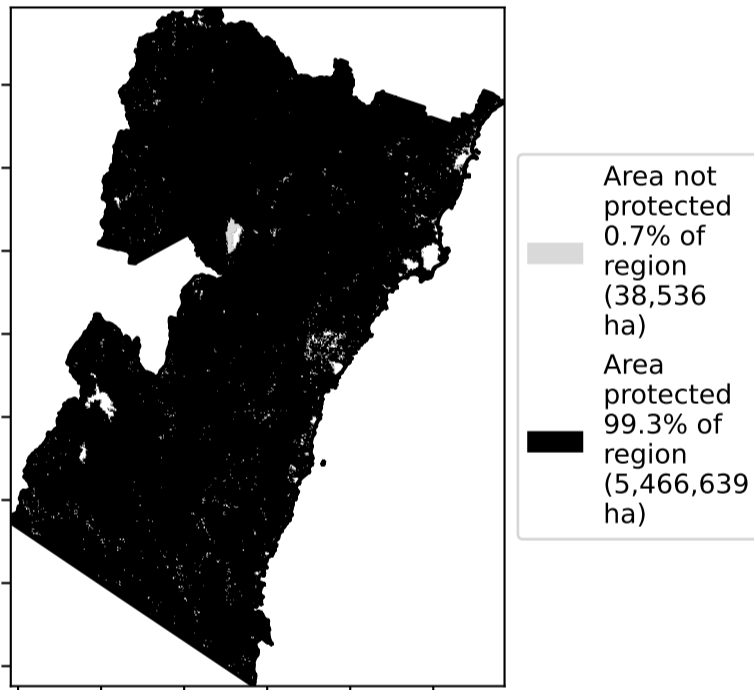 Area not
protected
0.7% of
region
(38,536
ha)
Area
protected
99.3% of
region
(5,466,639
ha)